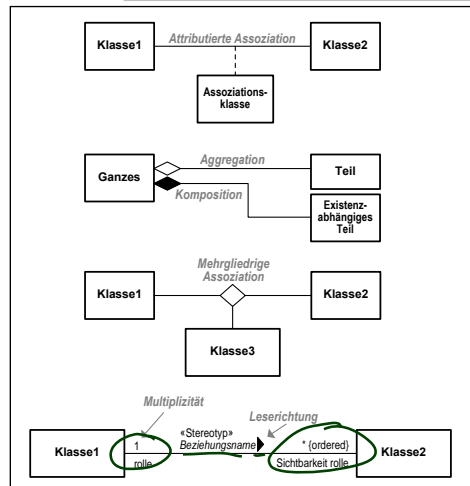 Klasse1 Attributierte Assoziation Klasse2
Assoziations-
klasse
Aggregation
Ganzes Teil
Komposition
Existenz-
abhängiges
Teil
Mehrgliedrige
Assoziation
Klasse1 Klasse2
Klasse3
Multiplizität Leserichtung
«Stereotyp»
Klasse1 1 Beziehungsname * {ordered} Klasse2
rolle Sichtbarkeit rolle